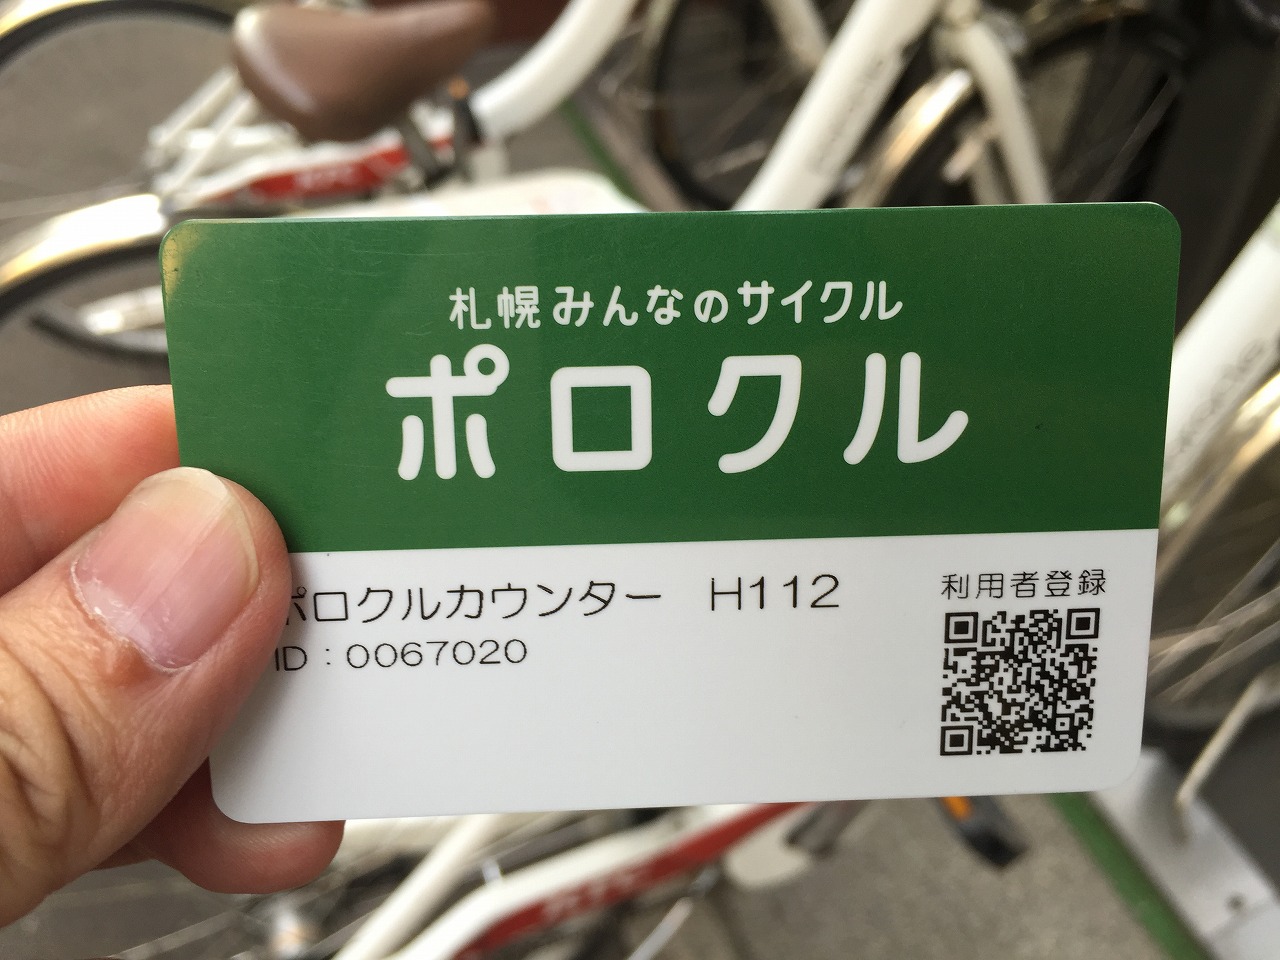 札幌みんなのサイクル
ポロクル
ポロクルカウンター H112
ID：0067020
利用者登録